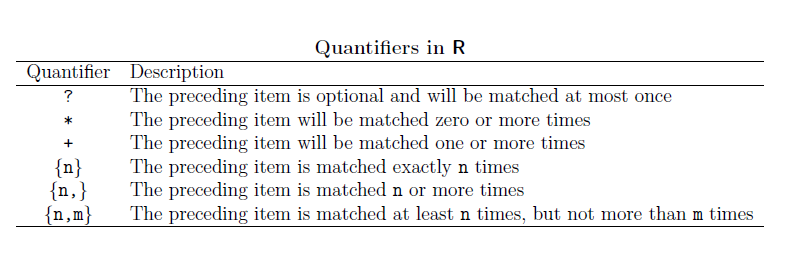 Quantifiers in R
Quantifier Description
? The preceding item is optional and will be matched at most once
* The preceding item will be matched zero or more times
+ The preceding item will be matched one or more times
{n} The preceding item is matched exactly n times
{n,} The preceding item is matched n or more times
{n,m} The preceding item is matched at least n times, but not more than m times